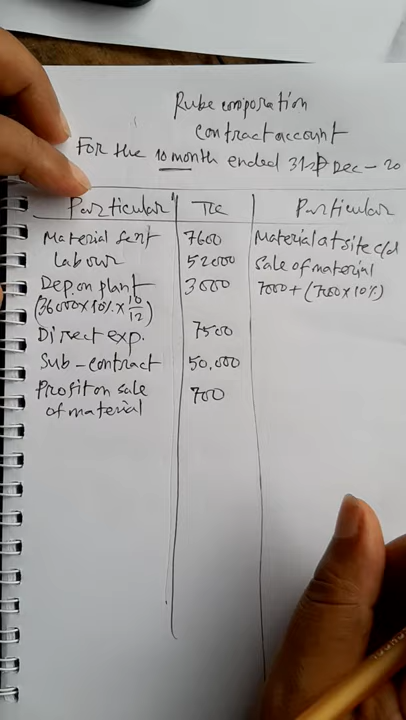 Rube corporation
contract account
For the 10 month ended 31st Dec-20
Particular Tk Particular
Material sent 7600 Material at site c/d
Labour 52000 Sale of material
Dep. on plant 3000 7000+(7000×10%)
(36000×10%×10/12)
Direct exp. 7500
Sub-contract 50,000
Profit on sale 700
of material